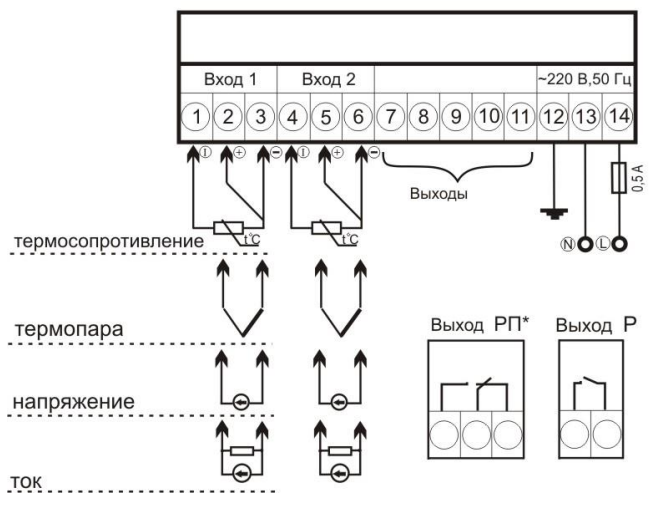 Вход 1 Вход 2 ~220 В,50 Гц
1 2 3 4 5 6 7 8 9 10 11 12 13 14
I + − I + −
Выходы
0,5 А
t°C t°C
N L
термосопротивление
термопара
Выход РП* Выход Р
напряжение
ток